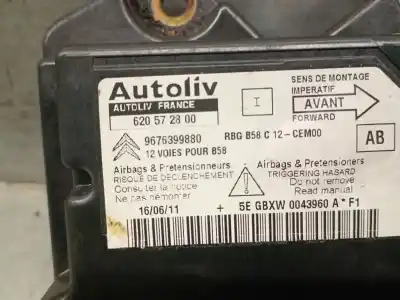 Autoliv
AUTOLIV FRANCE
620 57 28 00
I
SENS DE MONTAGE
IMPERATIF
AVANT
FORWARD
9676399880
RBG B58 C 12-CEM00
12 VOIES POUR B58
AB
Airbags & Pretensionneurs
RISQUE DE DECLENCHEMENT
Consulter la notice
Ne pas démonter
Airbags & Pretensioners
TRIGGERING HASARD
Do not remove
Read manual
16/06/11 + 5E GBXW 0043960 A*F1